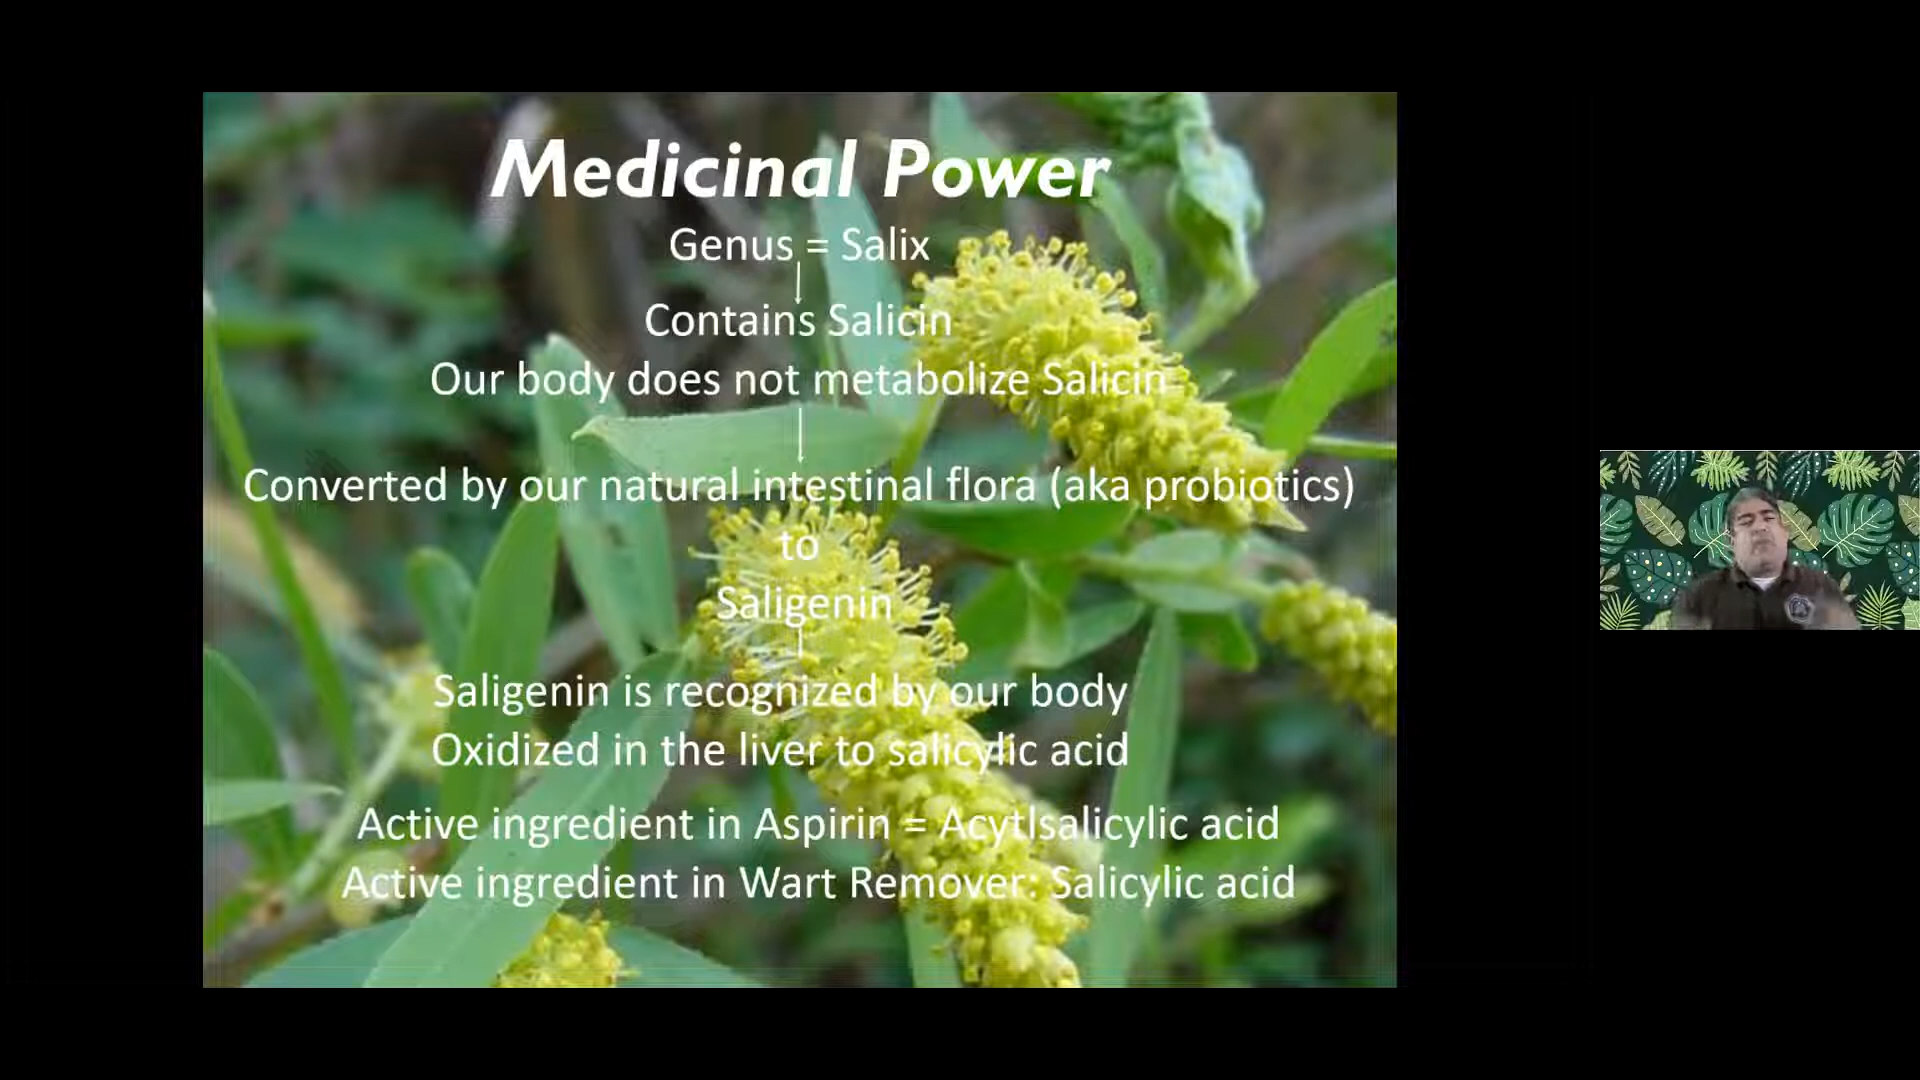 Medicinal Power
Genus = Salix
Contains Salicin
Our body does not metabolize Salicin
Converted by our natural intestinal flora (aka probiotics)
to
Saligenin
Saligenin is recognized by our body
Oxidized in the liver to salicylic acid
Active ingredient in Aspirin = Acytlsalicylic acid
Active ingredient in Wart Remover: Salicylic acid